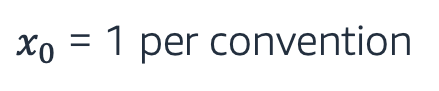 x₀ = 1 per convention